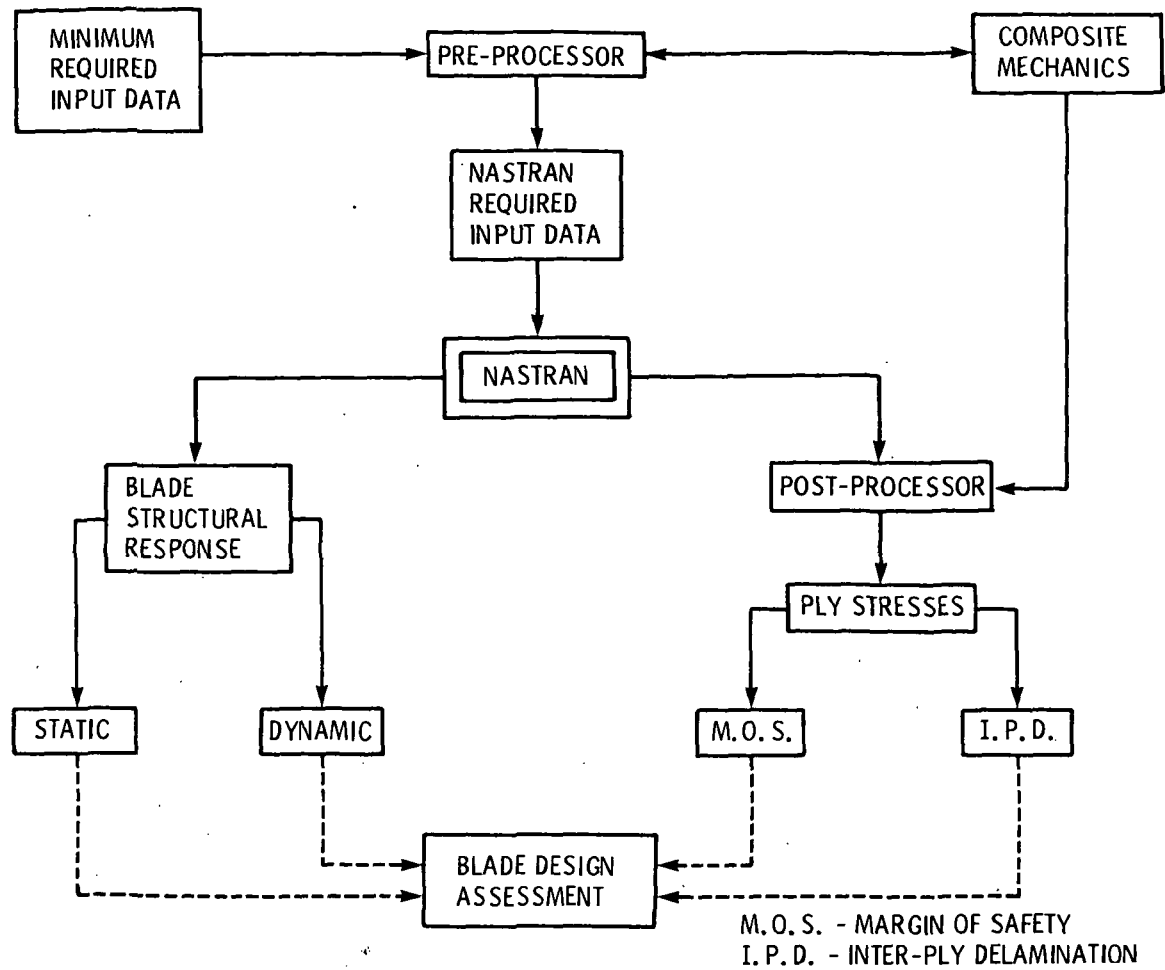 MINIMUM
REQUIRED
INPUT DATA
PRE-PROCESSOR
COMPOSITE
MECHANICS
NASTRAN
REQUIRED
INPUT DATA
NASTRAN
BLADE
STRUCTURAL
RESPONSE
POST-PROCESSOR
PLY STRESSES
STATIC
DYNAMIC
M.O.S.
I.P.D.
BLADE DESIGN
ASSESSMENT
M.O.S. - MARGIN OF SAFETY
I.P.D. - INTER-PLY DELAMINATION